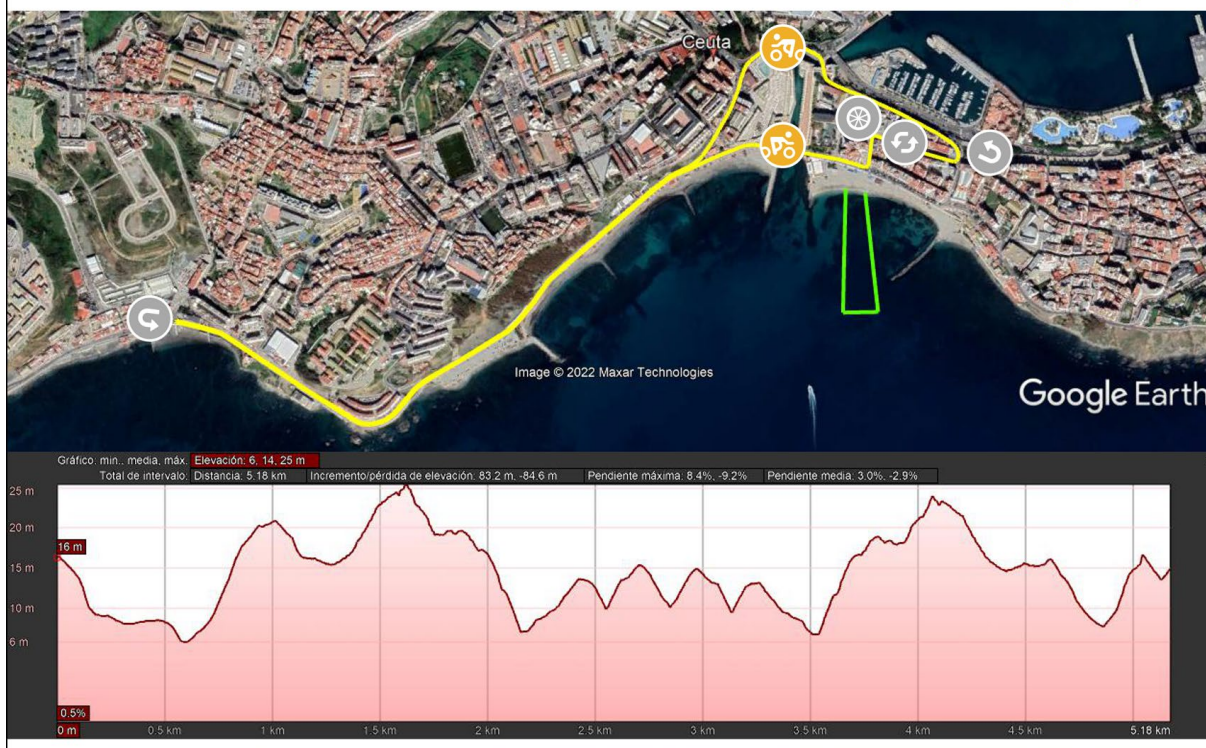 Ceuta
Image © 2022 Maxar Technologies
Google Earth
Gráfico: min., media, máx. Elevación: 6, 14, 25 m
Total de intervalo: Distancia: 5.18 km Incremento/pérdida de elevación: 83.2 m, -84.6 m Pendiente máxima: 8.4%, -9.2% Pendiente media: 3.0%, -2.9%
25 m
20 m
16 m
15 m
10 m
6 m
0.5%
0 m 0.5 km 1 km 1.5 km 2 km 2.5 km 3 km 3.5 km 4 km 4.5 km 5.18 km